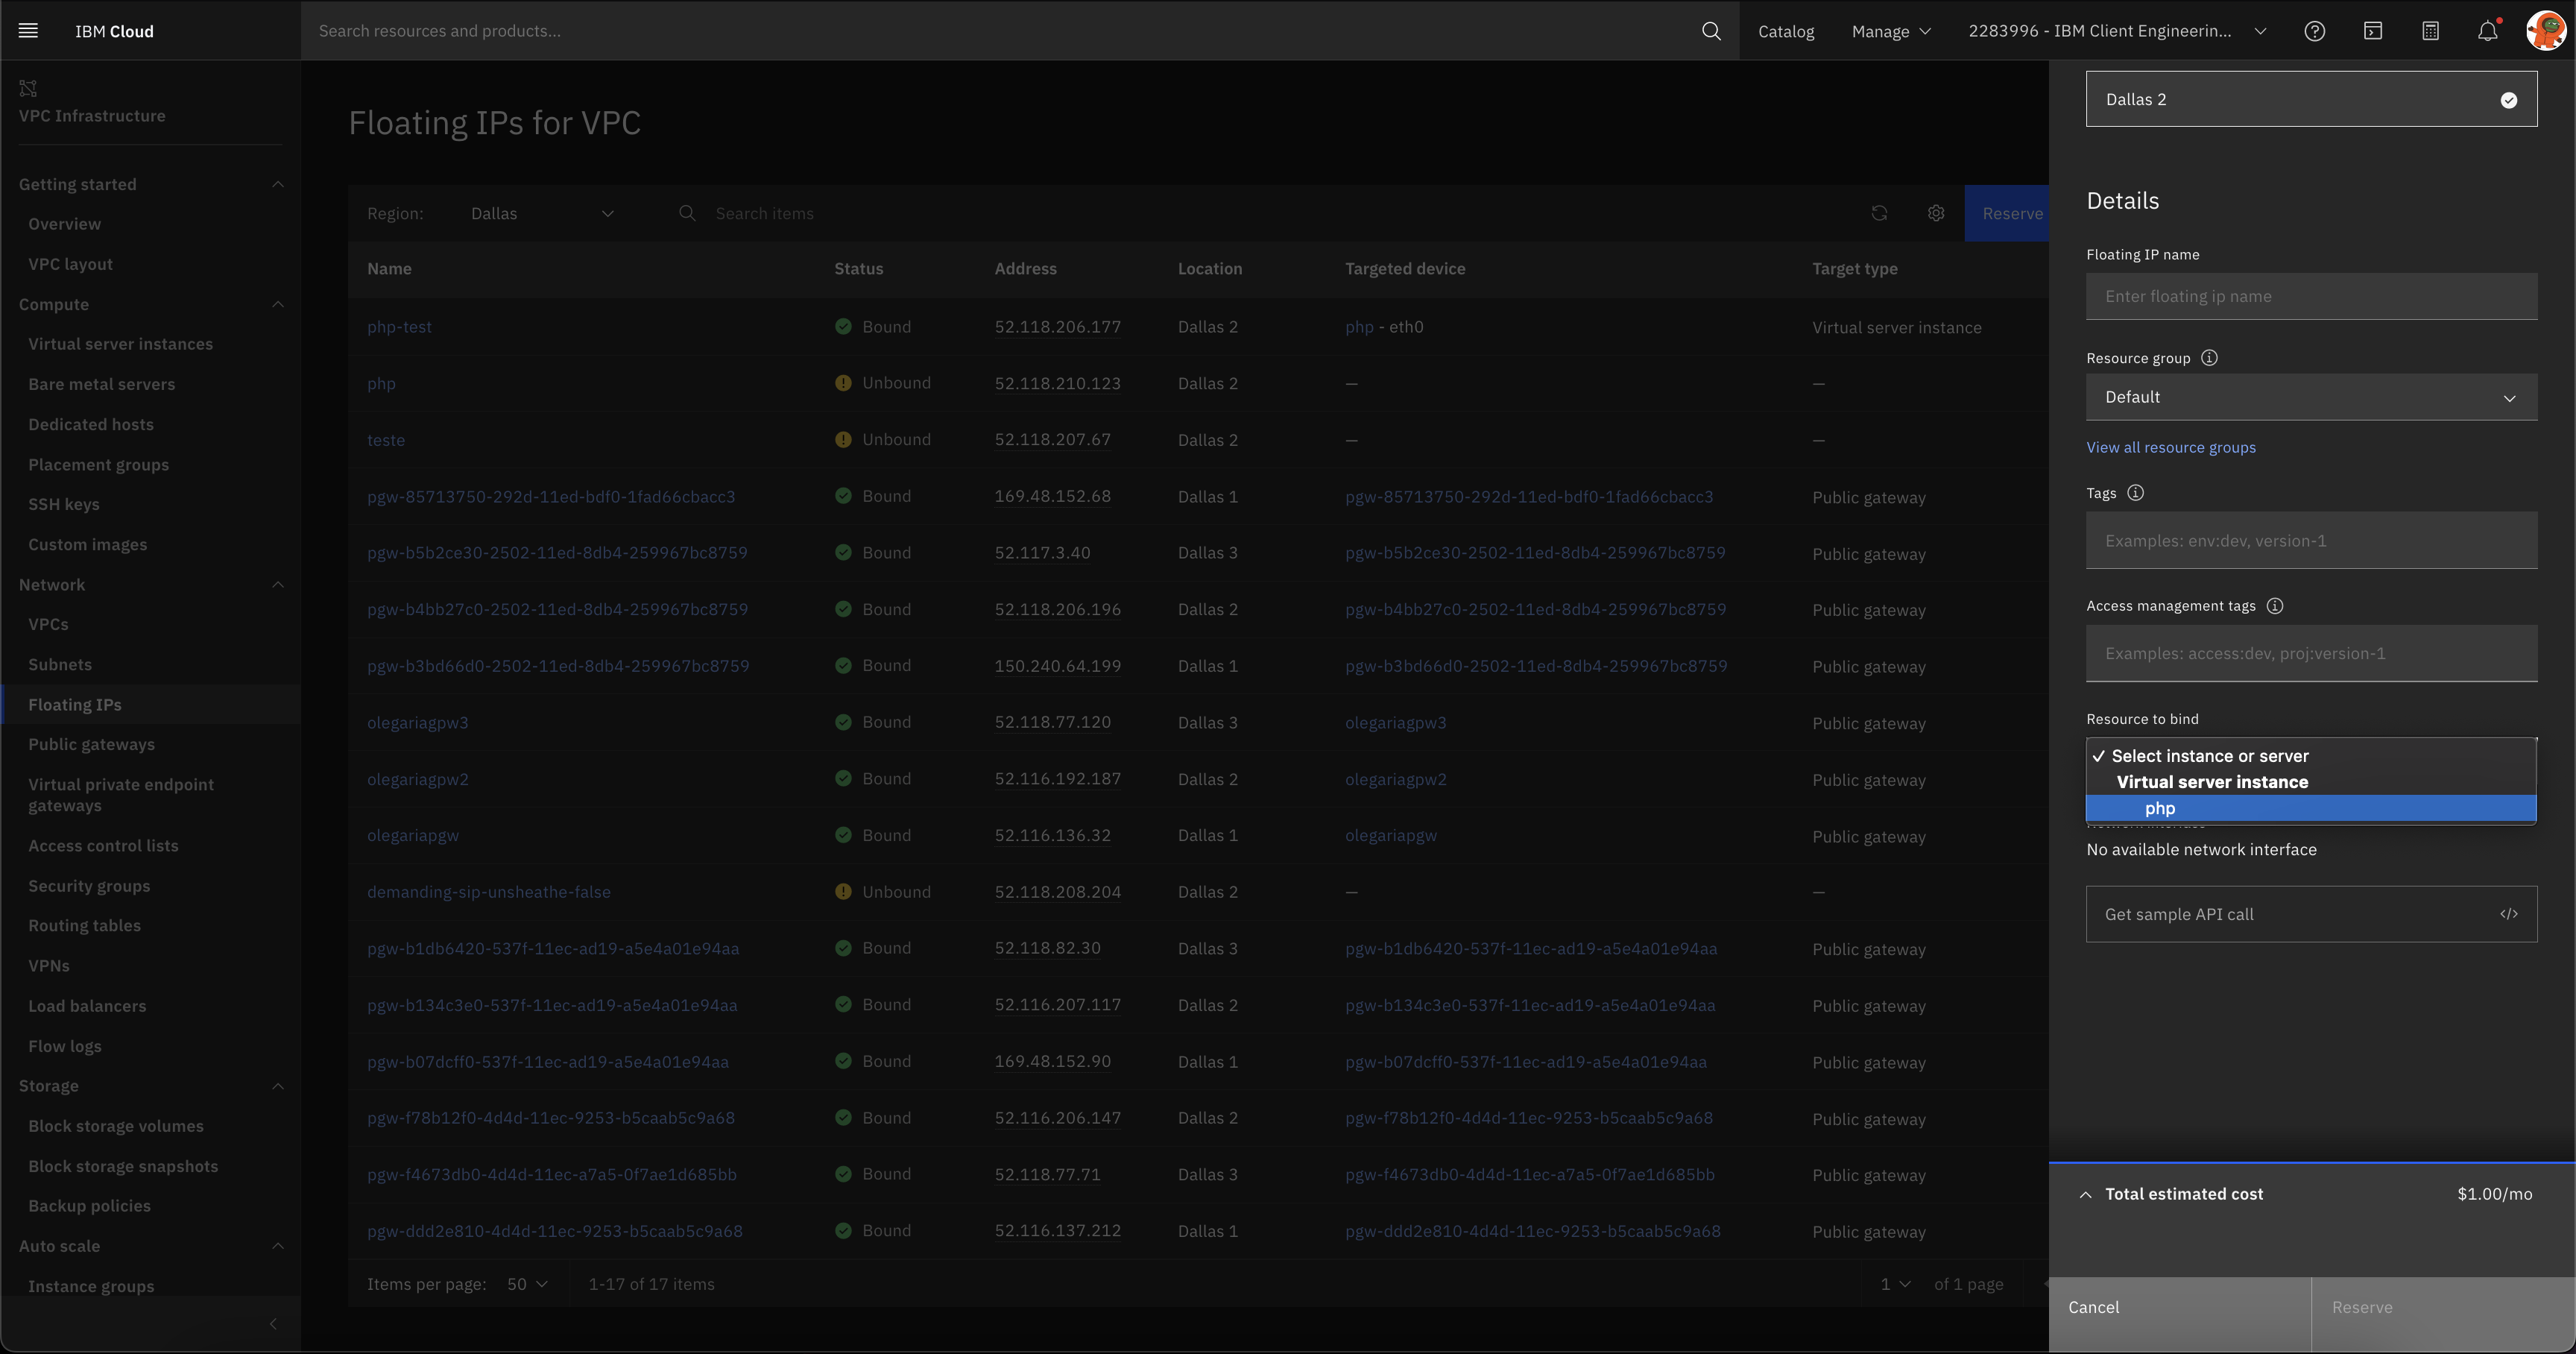 IBM Cloud
Search resources and products...
Catalog
Manage
2283996 - IBM Client Engineerin...
VPC Infrastructure
Getting started
Overview
VPC layout
Compute
Virtual server instances
Bare metal servers
Dedicated hosts
Placement groups
SSH keys
Custom images
Network
VPCs
Subnets
Floating IPs
Public gateways
Virtual private endpoint
gateways
Access control lists
Security groups
Routing tables
VPNs
Load balancers
Flow logs
Storage
Block storage volumes
Block storage snapshots
Backup policies
Auto scale
Instance groups
Floating IPs for VPC
Region: Dallas Search items Reserve
Name Status Address Location Targeted device Target type
php-test Bound 52.118.206.177 Dallas 2 php - eth0 Virtual server instance
php Unbound 52.118.210.123 Dallas 2 — —
teste Unbound 52.118.207.67 Dallas 2 — —
pgw-85713750-292d-11ed-bdf0-1fad66cbacc3 Bound 169.48.152.68 Dallas 1 pgw-85713750-292d-11ed-bdf0-1fad66cbacc3 Public gateway
pgw-b5b2ce30-2502-11ed-8db4-259967bc8759 Bound 52.117.3.40 Dallas 3 pgw-b5b2ce30-2502-11ed-8db4-259967bc8759 Public gateway
pgw-b4bb27c0-2502-11ed-8db4-259967bc8759 Bound 52.118.206.196 Dallas 2 pgw-b4bb27c0-2502-11ed-8db4-259967bc8759 Public gateway
pgw-b3bd66d0-2502-11ed-8db4-259967bc8759 Bound 150.240.64.199 Dallas 1 pgw-b3bd66d0-2502-11ed-8db4-259967bc8759 Public gateway
olegariagpw3 Bound 52.118.77.120 Dallas 3 olegariagpw3 Public gateway
olegariagpw2 Bound 52.116.192.187 Dallas 2 olegariagpw2 Public gateway
olegariapgw Bound 52.116.136.32 Dallas 1 olegariapgw Public gateway
demanding-sip-unsheathe-false Unbound 52.118.208.204 Dallas 2 — —
pgw-b1db6420-537f-11ec-ad19-a5e4a01e94aa Bound 52.118.82.30 Dallas 3 pgw-b1db6420-537f-11ec-ad19-a5e4a01e94aa Public gateway
pgw-b134c3e0-537f-11ec-ad19-a5e4a01e94aa Bound 52.116.207.117 Dallas 2 pgw-b134c3e0-537f-11ec-ad19-a5e4a01e94aa Public gateway
pgw-b07dcff0-537f-11ec-ad19-a5e4a01e94aa Bound 169.48.152.90 Dallas 1 pgw-b07dcff0-537f-11ec-ad19-a5e4a01e94aa Public gateway
pgw-f78b12f0-4d4d-11ec-9253-b5caab5c9a68 Bound 52.116.206.147 Dallas 2 pgw-f78b12f0-4d4d-11ec-9253-b5caab5c9a68 Public gateway
pgw-f4673db0-4d4d-11ec-a7a5-0f7ae1d685bb Bound 52.118.77.71 Dallas 3 pgw-f4673db0-4d4d-11ec-a7a5-0f7ae1d685bb Public gateway
pgw-ddd2e810-4d4d-11ec-9253-b5caab5c9a68 Bound 52.116.137.212 Dallas 1 pgw-ddd2e810-4d4d-11ec-9253-b5caab5c9a68 Public gateway
Items per page: 50 1-17 of 17 items 1 of 1 page
Dallas 2
Details
Floating IP name
Enter floating ip name
Resource group
Default
View all resource groups
Tags
Examples: env:dev, version-1
Access management tags
Examples: access:dev, proj:version-1
Resource to bind
Select instance or server
Virtual server instance
php
No available network interface
Get sample API call
Total estimated cost $1.00/mo
Cancel
Reserve